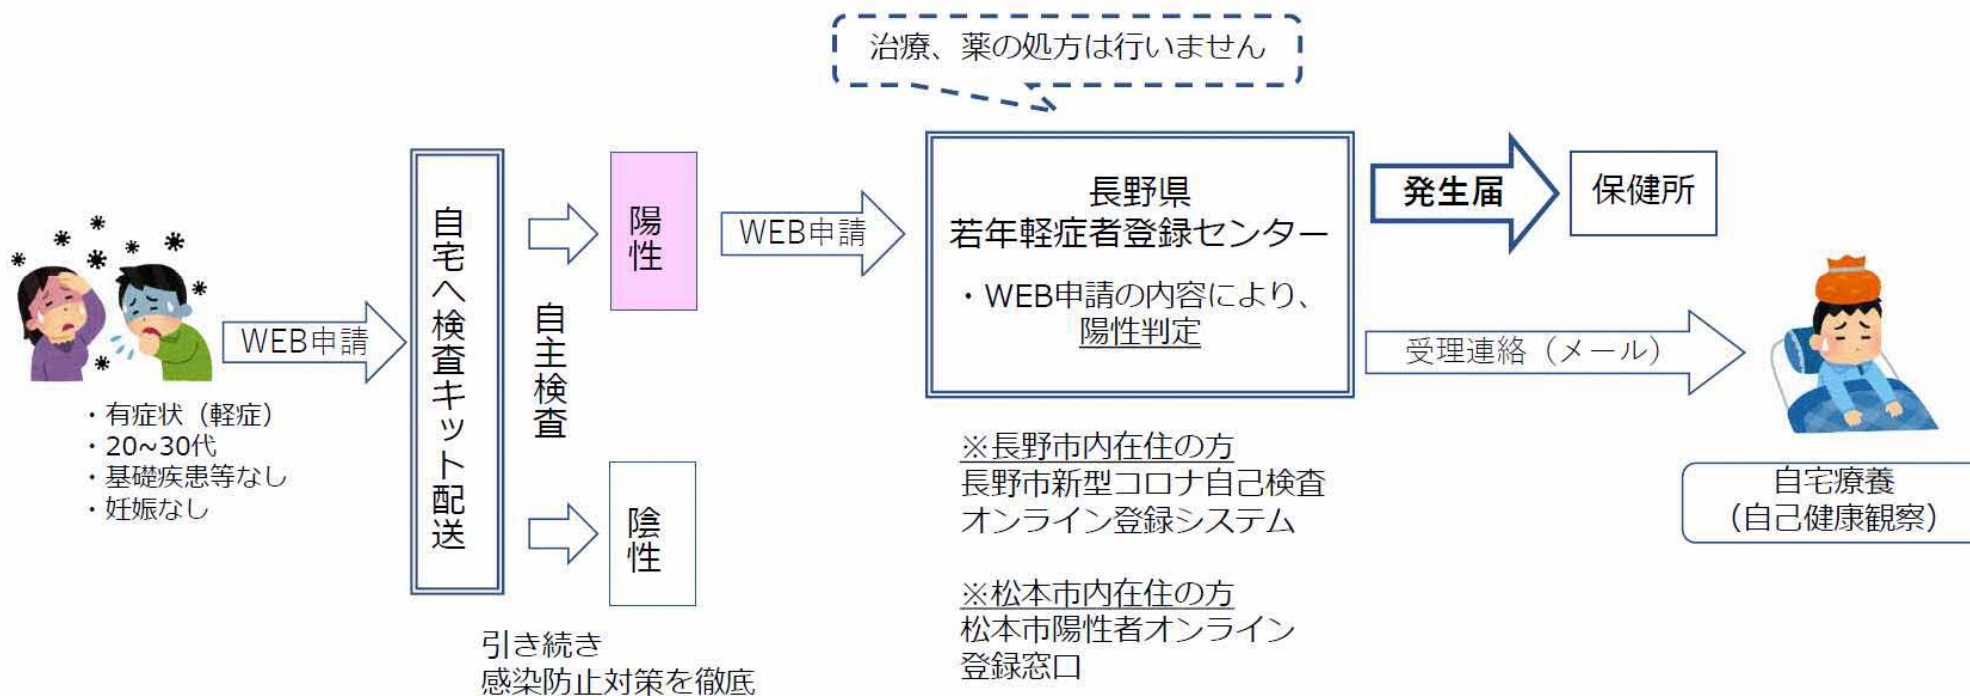 治療、薬の処方は行いません
・有症状（軽症）
・20~30代
・基礎疾患等なし
・妊娠なし
WEB申請
自宅へ検査キット配送
自主検査
陽性
陰性
引き続き
感染防止対策を徹底
WEB申請
長野県
若年軽症者登録センター
・WEB申請の内容により、
陽性判定
※長野市内在住の方
長野市新型コロナ自己検査
オンライン登録システム
※松本市内在住の方
松本市陽性者オンライン
登録窓口
発生届
保健所
受理連絡（メール）
自宅療養
（自己健康観察）